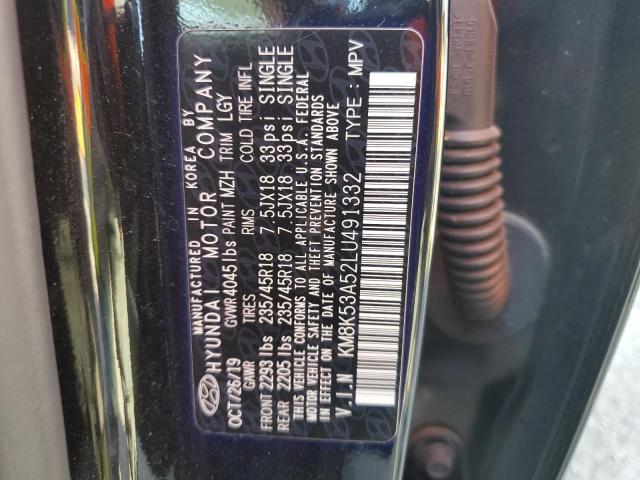 MANUFACTURED IN KOREA BY
HYUNDAI MOTOR COMPANY
OCT/26/19 GVWR 4045lbs PAINT MZH TRIM LGY
GAWR TIRES RMS COLD TIRE INFL
FRONT 2293 lbs 235/45R18 7.5JX18 33psi SINGLE
REAR 2205 lbs 235/45R18 7.5JX18 33psi SINGLE
THIS VEHICLE CONFORMS TO ALL APPLICABLE U.S.A. FEDERAL
MOTOR VEHICLE SAFETY, AND THEFT PREVENTION STANDARDS
IN EFFECT ON THE DATE OF MANUFACTURE SHOWN ABOVE
V.I.N KM8K53A52LU491332 TYPE : MPV